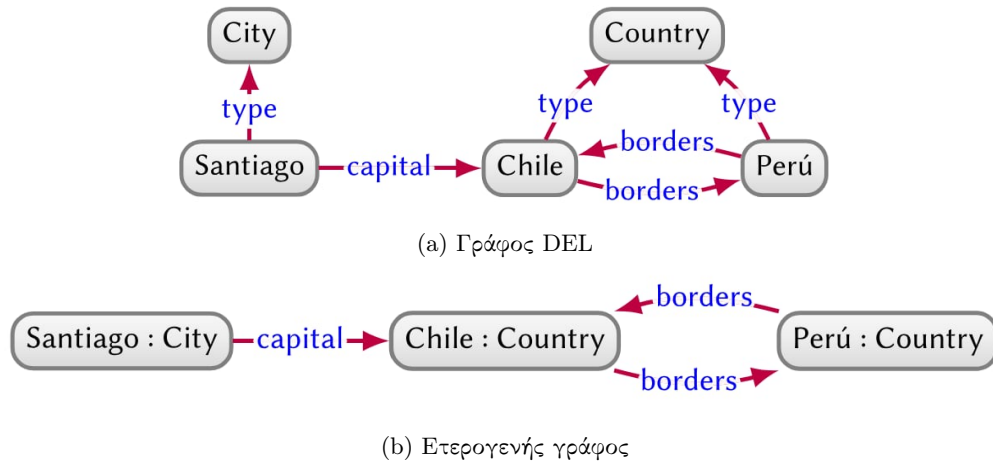 City Country
type type type
borders
Santiago capital Chile Perú
borders
(a) Γράφος DEL
borders
Santiago : City capital Chile : Country Perú : Country
borders
(b) Ετερογενής γράφος